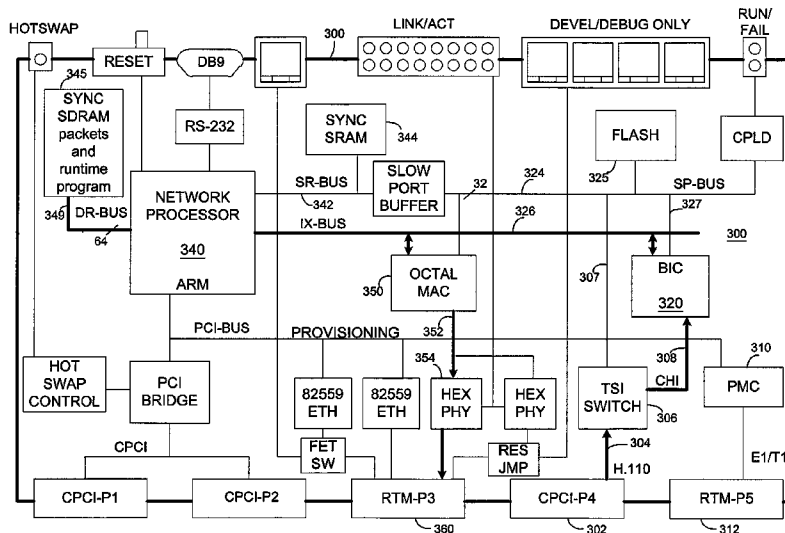 HOTSWAP
RESET
DB9
300
LINK/ACT
DEVEL/DEBUG ONLY
RUN/
FAIL
345
SYNC
SDRAM
packets
and
runtime
program
RS-232
SYNC
SRAM
344
FLASH
325
CPLD
349
DR-BUS
64
NETWORK
PROCESSOR
340
ARM
SR-BUS
342
SLOW
PORT
BUFFER
32
324
SP-BUS
IX-BUS
326
327
300
350
OCTAL
MAC
307
BIC
320
352
PCI-BUS
PROVISIONING
354
308
310
HOT
SWAP
CONTROL
PCI
BRIDGE
82559
ETH
82559
ETH
HEX
PHY
HEX
PHY
TSI
SWITCH
306
CHI
PMC
FET
SW
RES
JMP
304
CPCI
H.110
E1/T1
CPCI-P1
CPCI-P2
RTM-P3
360
CPCI-P4
302
RTM-P5
312